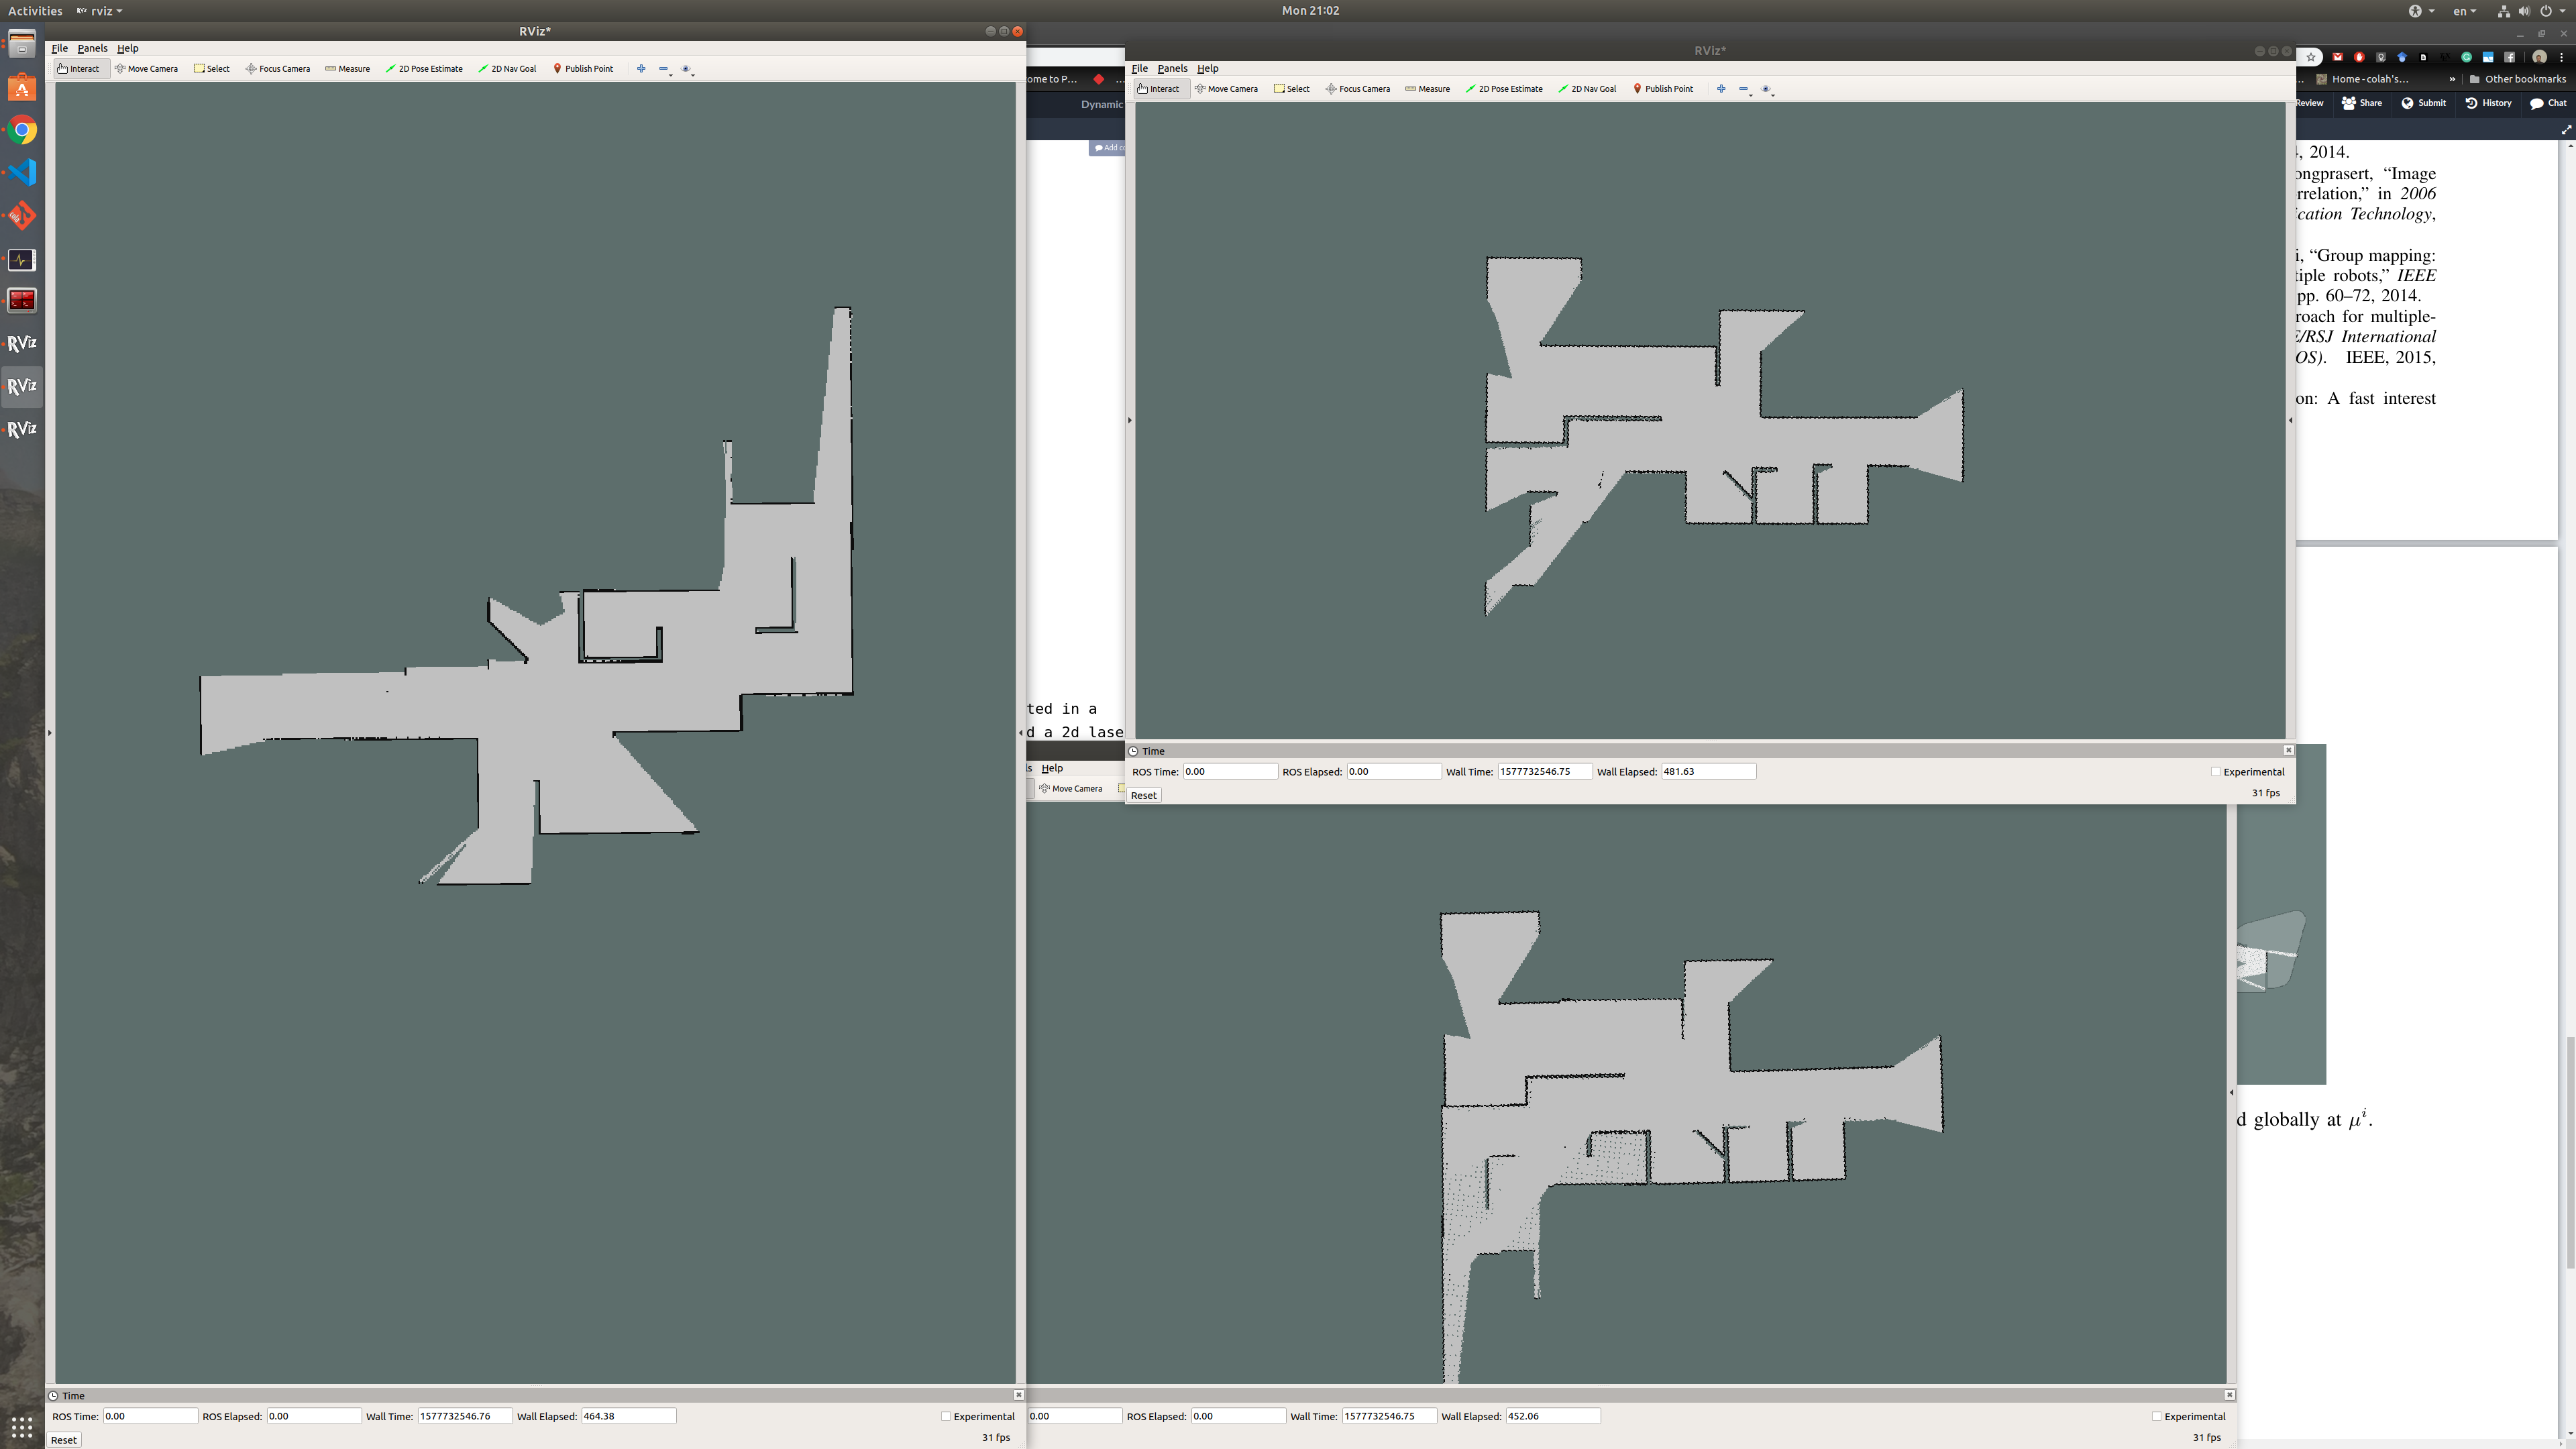 Activities
rviz
Mon 21:02
en
RViz*
File Panels Help
Interact Move Camera Select Focus Camera Measure 2D Pose Estimate 2D Nav Goal Publish Point
RViz
RViz
RViz
Time
ROS Time: 0.00 ROS Elapsed: 0.00 Wall Time: 1577732546.76 Wall Elapsed: 464.38 Experimental
Reset
31 fps
ome to P...
Dynamic
Add co
ted in a
d a 2d lase
RViz*
File Panels Help
Interact Move Camera Select Focus Camera Measure 2D Pose Estimate 2D Nav Goal Publish Point
Time
ROS Time: 0.00 ROS Elapsed: 0.00 Wall Time: 1577732546.75 Wall Elapsed: 481.63 Experimental
Reset
31 fps
ls Help
Move Camera
0.00 ROS Elapsed: 0.00 Wall Time: 1577732546.75 Wall Elapsed: 452.06 Experimental
31 fps
Home - colah's... » Other bookmarks
Review Share Submit History Chat
4, 2014.
ongprasert, “Image
rrelation,” in 2006
ication Technology,
i, “Group mapping:
tiple robots,” IEEE
pp. 60–72, 2014.
roach for multiple-
E/RSJ International
OS). IEEE, 2015,
on: A fast interest
d globally at μⁱ.